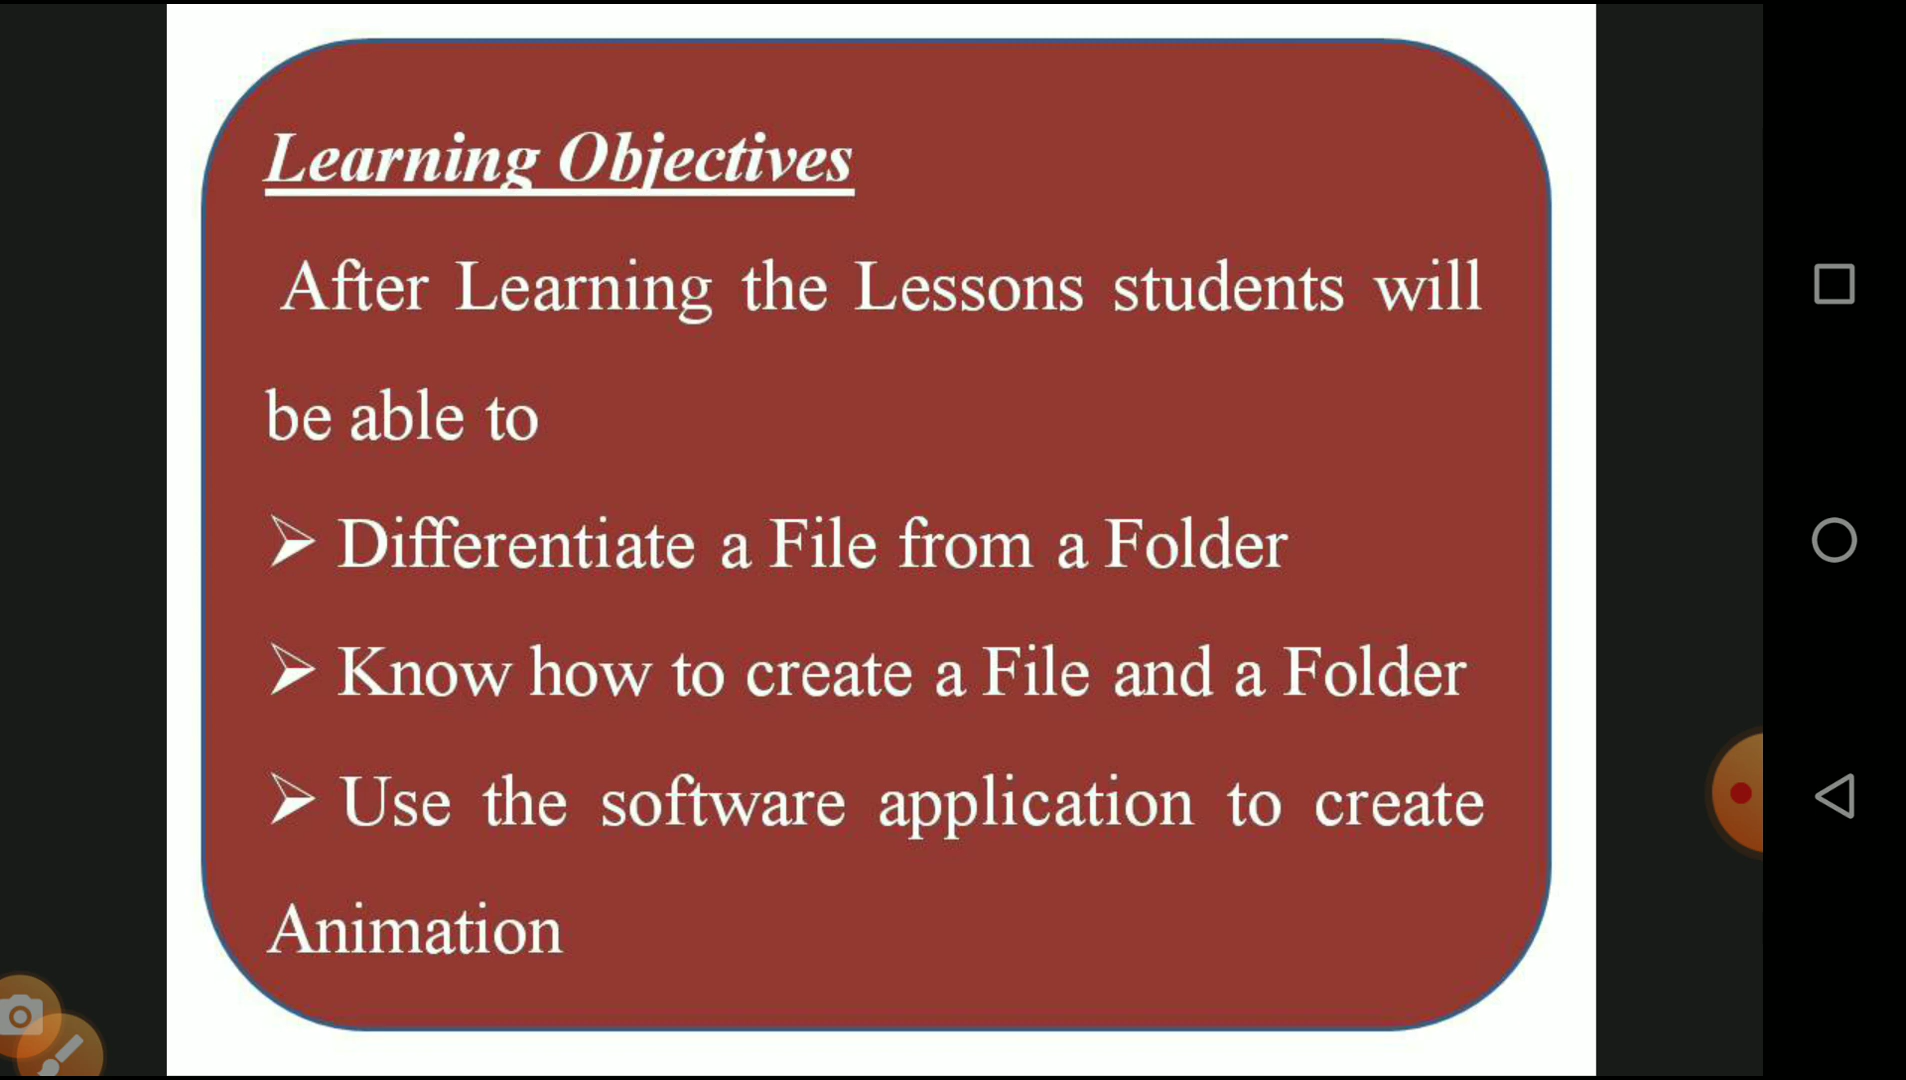 Learning Objectives
After Learning the Lessons students will
be able to
➢ Differentiate a File from a Folder
➢ Know how to create a File and a Folder
➢ Use the software application to create
Animation